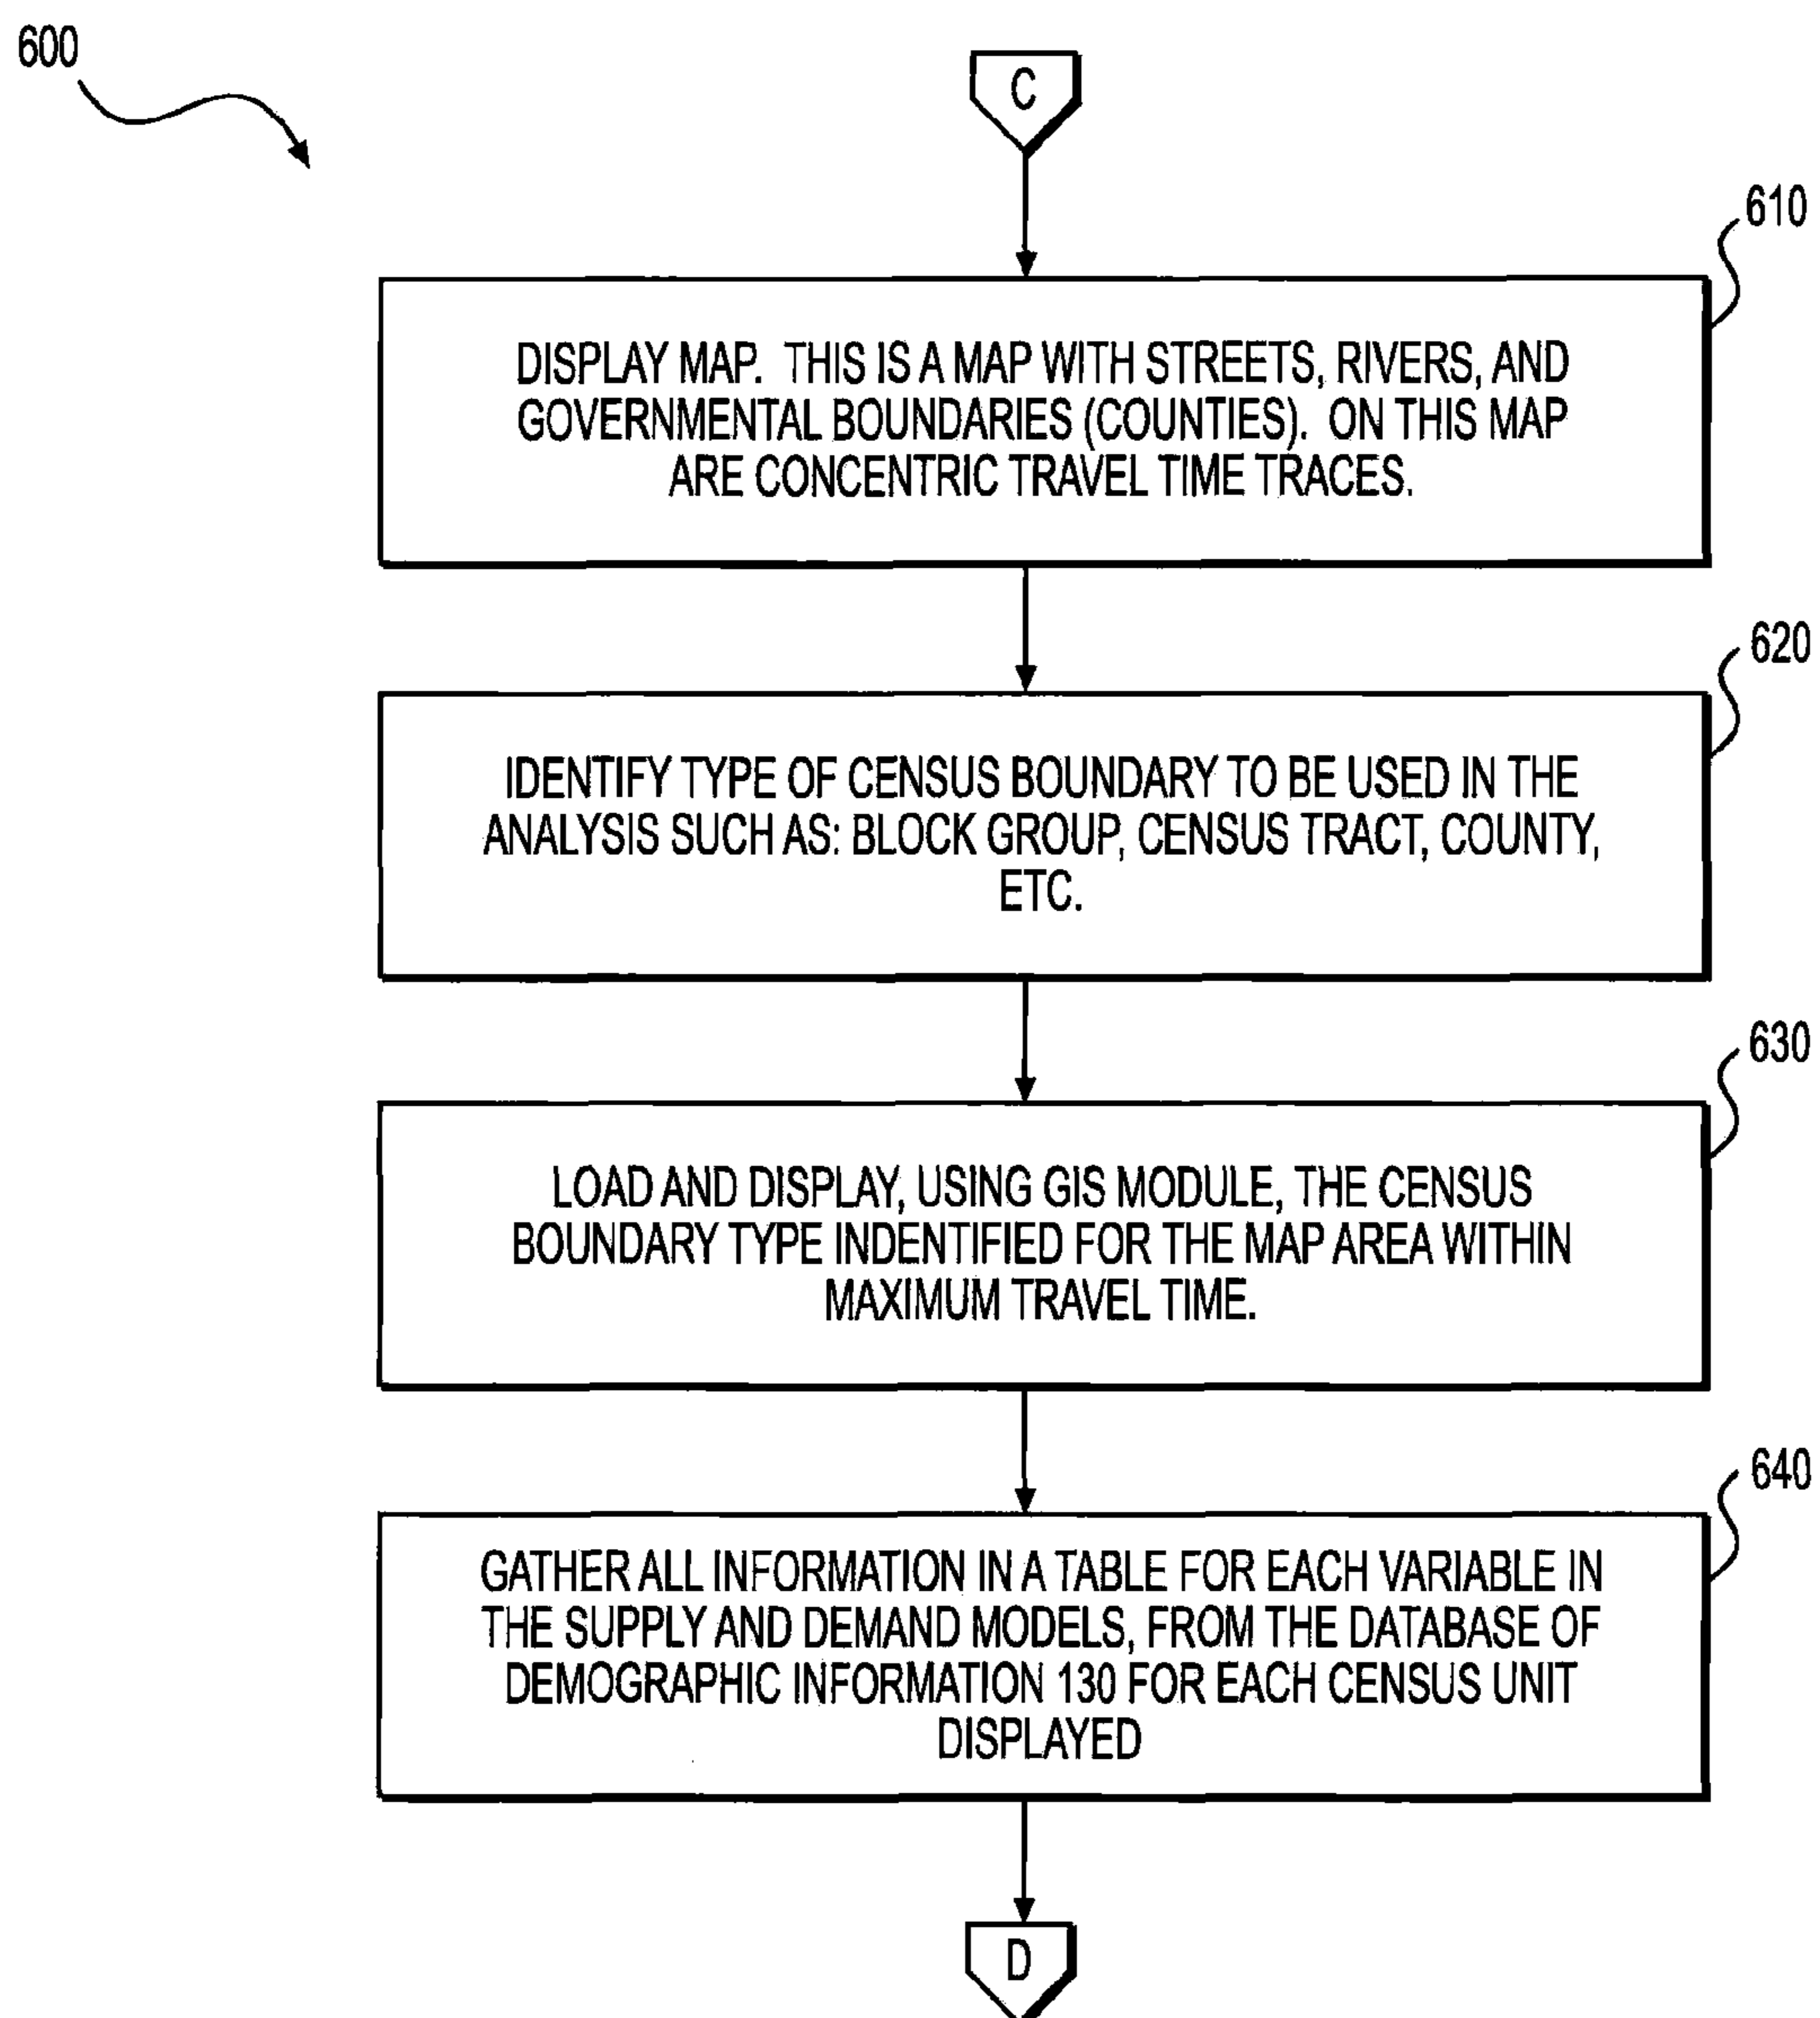 600
C
610
DISPLAY MAP. THIS IS A MAP WITH STREETS, RIVERS, AND
GOVERNMENTAL BOUNDARIES (COUNTIES). ON THIS MAP
ARE CONCENTRIC TRAVEL TIME TRACES.
620
IDENTIFY TYPE OF CENSUS BOUNDARY TO BE USED IN THE
ANALYSIS SUCH AS: BLOCK GROUP, CENSUS TRACT, COUNTY,
ETC.
630
LOAD AND DISPLAY, USING GIS MODULE, THE CENSUS
BOUNDARY TYPE INDENTIFIED FOR THE MAP AREA WITHIN
MAXIMUM TRAVEL TIME.
640
GATHER ALL INFORMATION IN A TABLE FOR EACH VARIABLE IN
THE SUPPLY AND DEMAND MODELS, FROM THE DATABASE OF
DEMOGRAPHIC INFORMATION 130 FOR EACH CENSUS UNIT
DISPLAYED
D